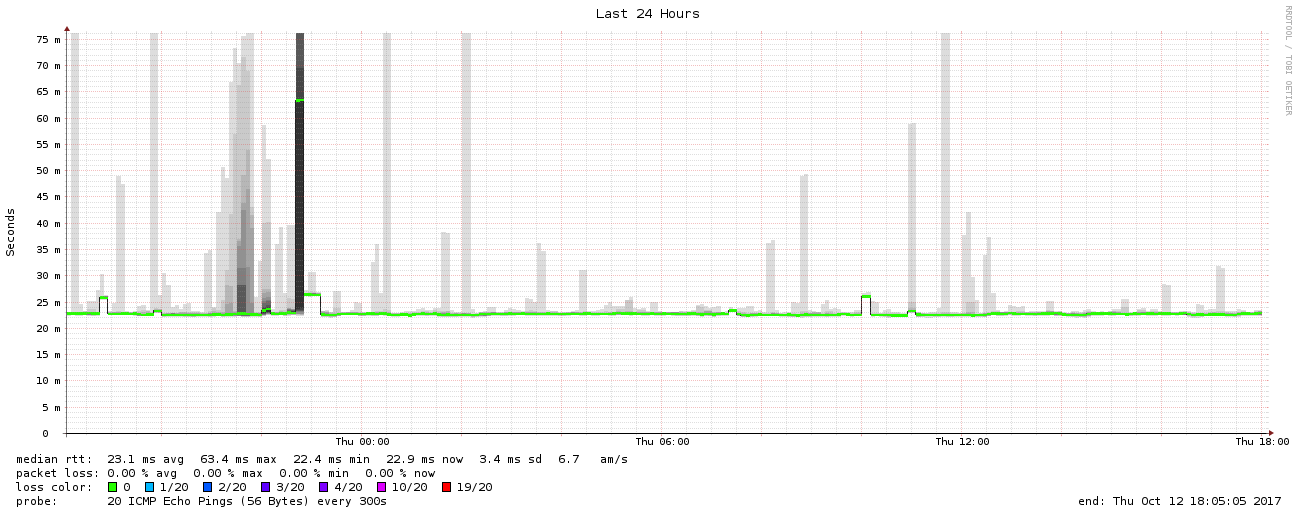 Last 24 Hours
RRDTOOL / TOBI OETIKER
Seconds
75 m
70 m
65 m
60 m
55 m
50 m
45 m
40 m
35 m
30 m
25 m
20 m
15 m
10 m
5 m
0
Thu 00:00 Thu 06:00 Thu 12:00 Thu 18:00
median rtt: 23.1 ms avg 63.4 ms max 22.4 ms min 22.9 ms now 3.4 ms sd 6.7 am/s
packet loss: 0.00 % avg 0.00 % max 0.00 % min 0.00 % now
loss color: 0 1/20 2/20 3/20 4/20 10/20 19/20
probe: 20 ICMP Echo Pings (56 Bytes) every 300s end: Thu Oct 12 18:05:05 2017